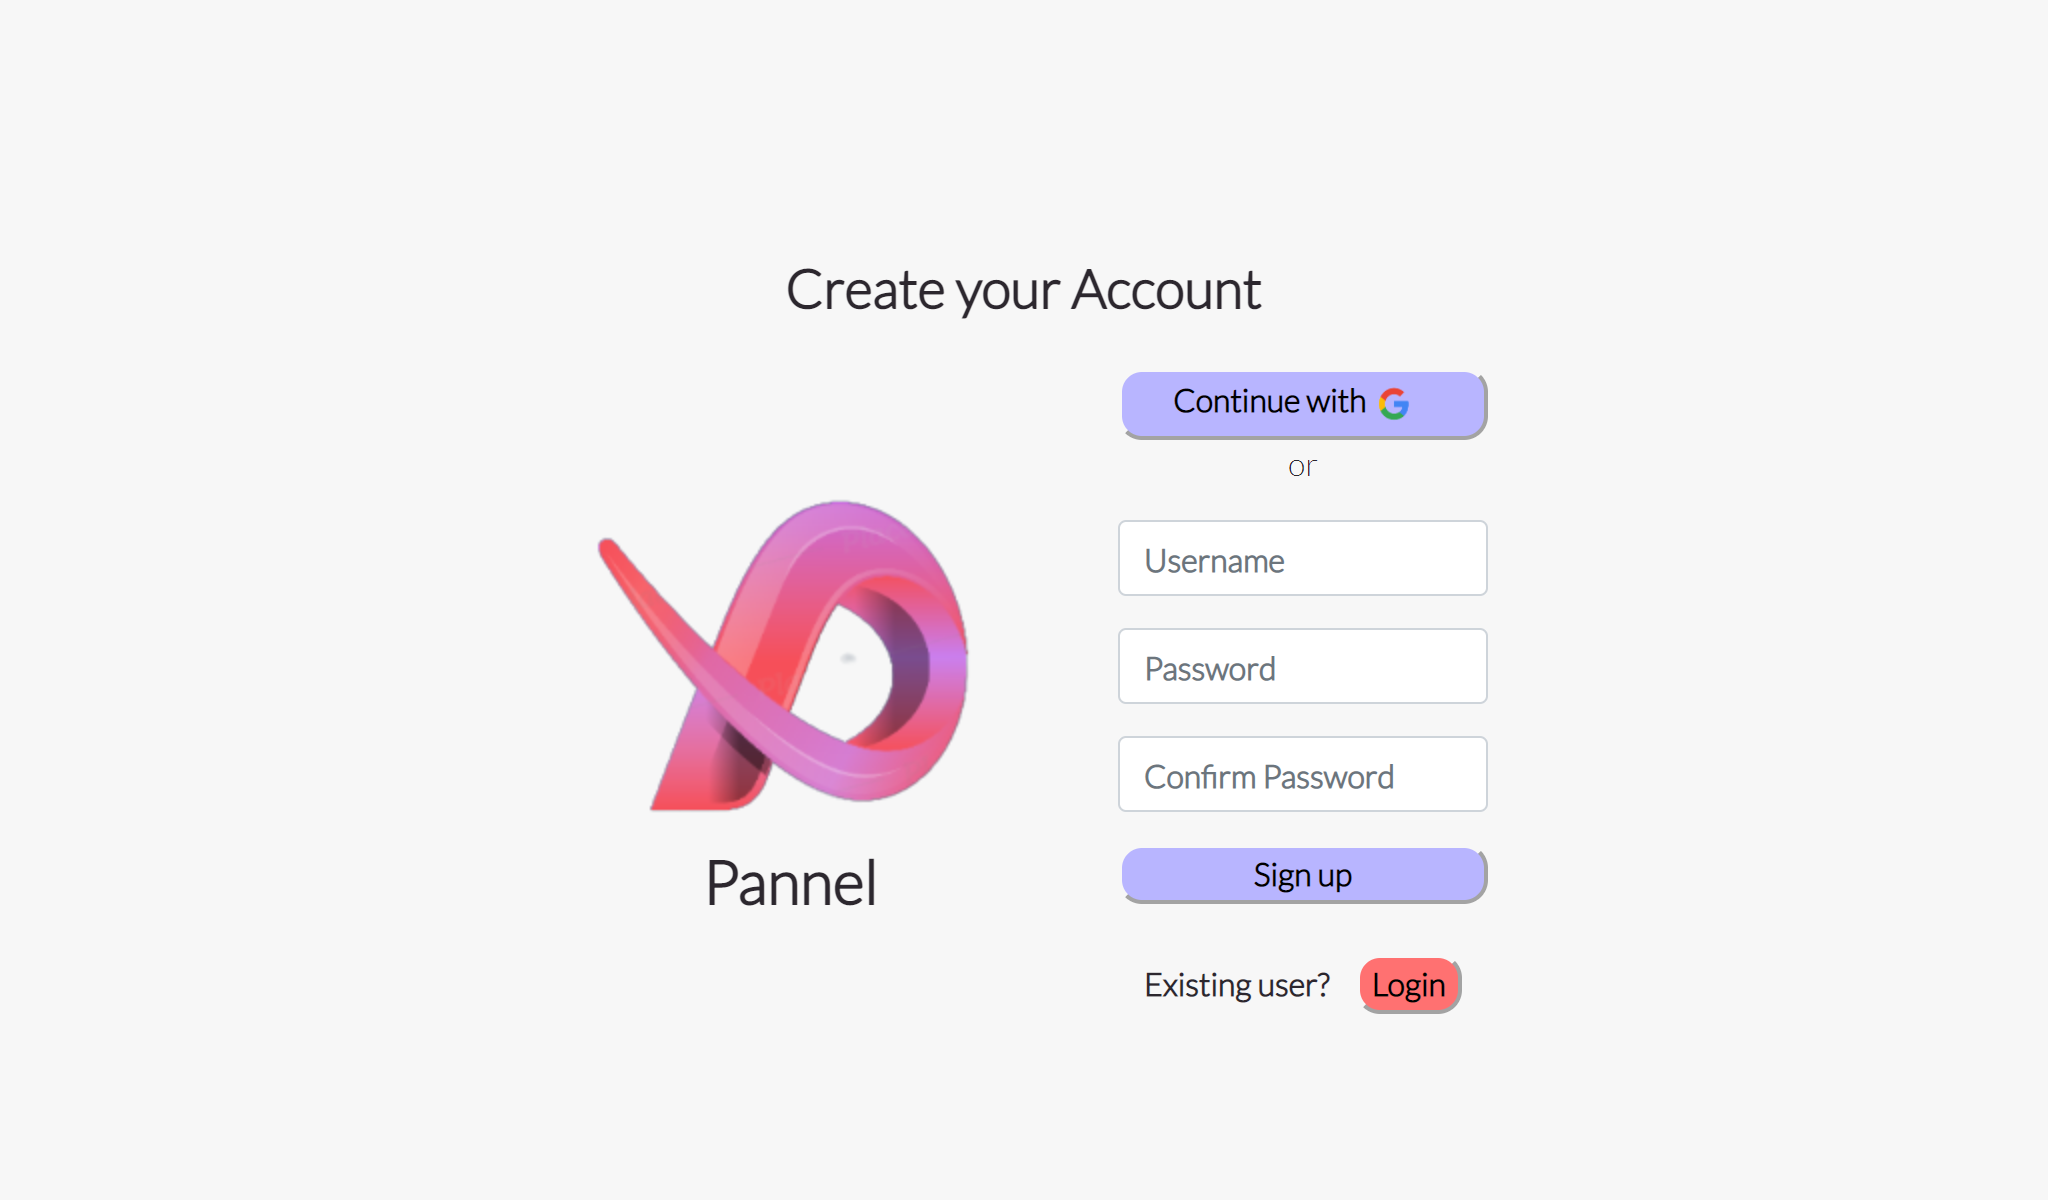 Create your Account
Continue with
or
Username
Password
Confirm Password
Sign up
Existing user? Login
Pannel